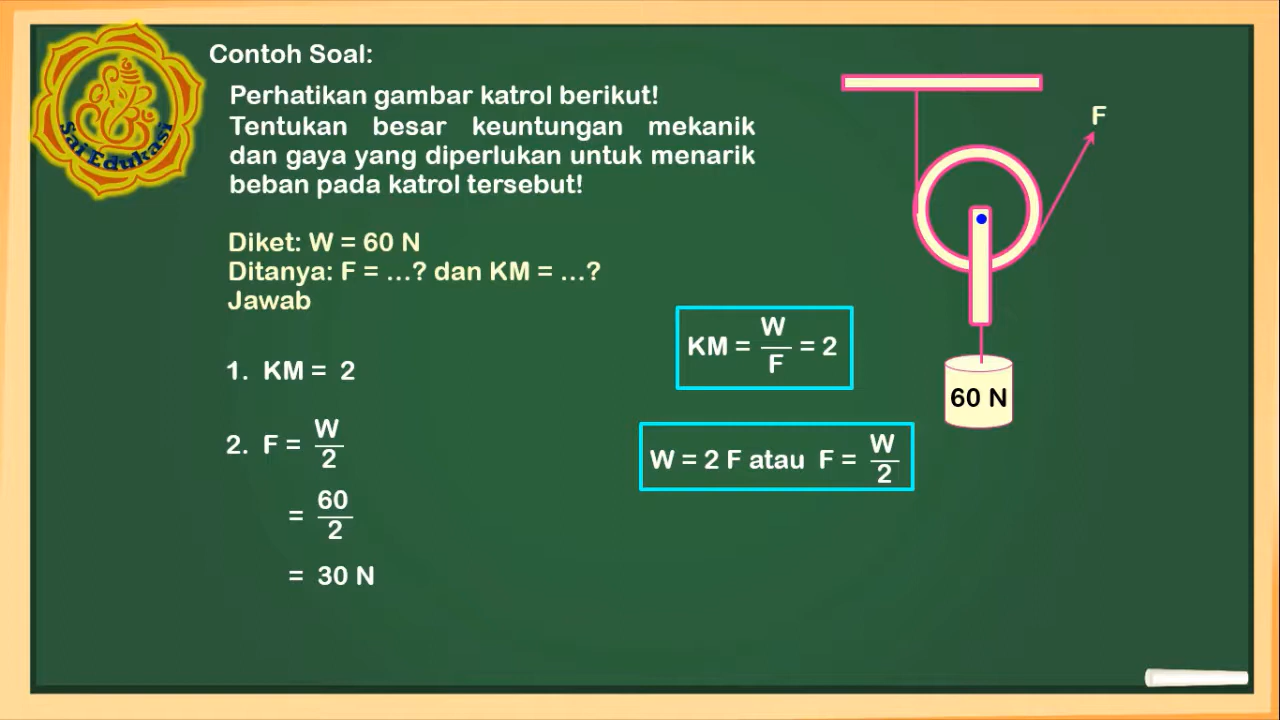 Sai Edukasi
Contoh Soal:
Perhatikan gambar katrol berikut!
Tentukan besar keuntungan mekanik
dan gaya yang diperlukan untuk menarik
beban pada katrol tersebut!
Diket: W = 60 N
Ditanya: F = ...? dan KM = ...?
Jawab
1. KM = 2
2. F = W/2
= 60/2
= 30 N
KM = W/F = 2
W = 2 F atau F = W/2
F
60 N